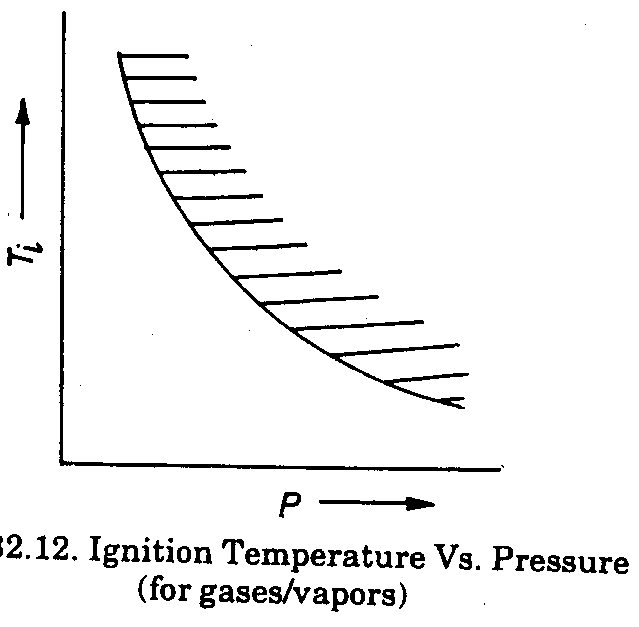 Ti
P
32.12. Ignition Temperature Vs. Pressure
(for gases/vapors)